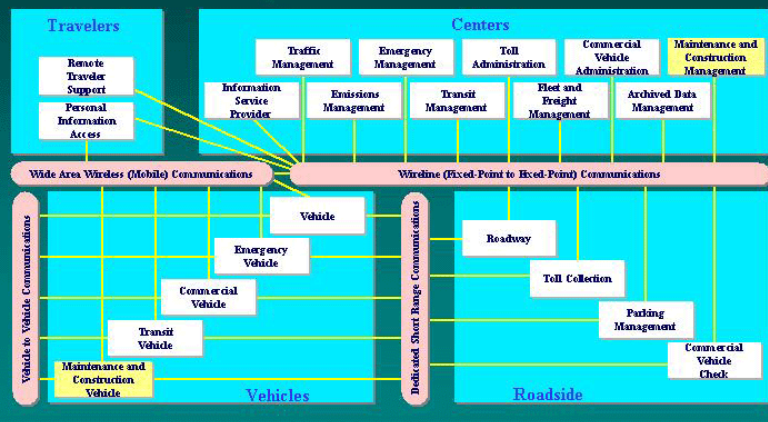 Travelers
Remote
Traveler
Support
Personal
Information
Access
Centers
Traffic
Management
Emergency
Management
Toll
Administration
Commercial
Vehicle
Administration
Maintenance and
Construction
Management
Information
Service
Provider
Emissions
Management
Transit
Management
Fleet and
Freight
Management
Archived Data
Management
Wide Area Wireless (Mobile) Communications
Wireline (Fixed-Point to Fixed-Point) Communications
Vehicle to Vehicle Communications
Vehicle
Emergency
Vehicle
Commercial
Vehicle
Transit
Vehicle
Maintenance and
Construction
Vehicle
Vehicles
Dedicated Short Range Communications
Roadway
Toll Collection
Parking
Management
Commercial
Vehicle
Check
Roadside